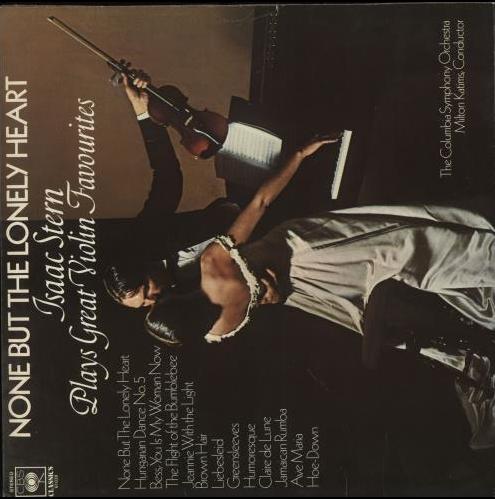 NONE BUT THE LONELY HEART
Isaac Stern
Plays Great Violin Favourites
None But The Lonely Heart
Hungarian Dance No.5
Bess, You Is My Woman Now
The Flight of the Bumblebee
Jeannie With the Light
Brown Hair
Liebesleid
Greensleeves
Humoresque
Claire de Lune
Jamaican Rumba
Ave Maria
Hoe-Down
The Columbia Symphony Orchestra
Milton Katims, Conductor
STEREO
CBS
CLASSICS